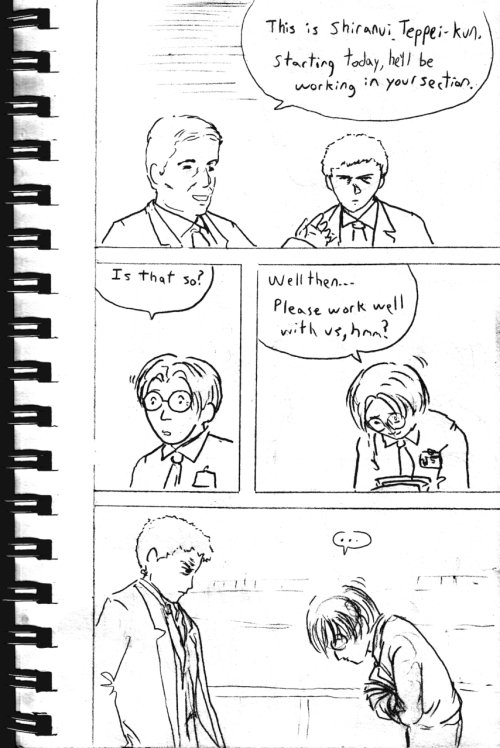 This is Shiranui Teppei-kun.
Starting today, he'll be
working in your section.
Is that so?
Well then...
Please work well
with us, hmm?
...